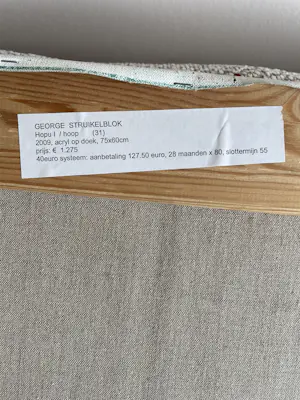 GEORGE STRUIKELBLOK
Hopu I / hoop (31)
2009, acryl op doek, 75x60cm
prijs: € 1.275
40euro systeem: aanbetaling 127,50 euro, 28 maanden x 80, slottermijn 55